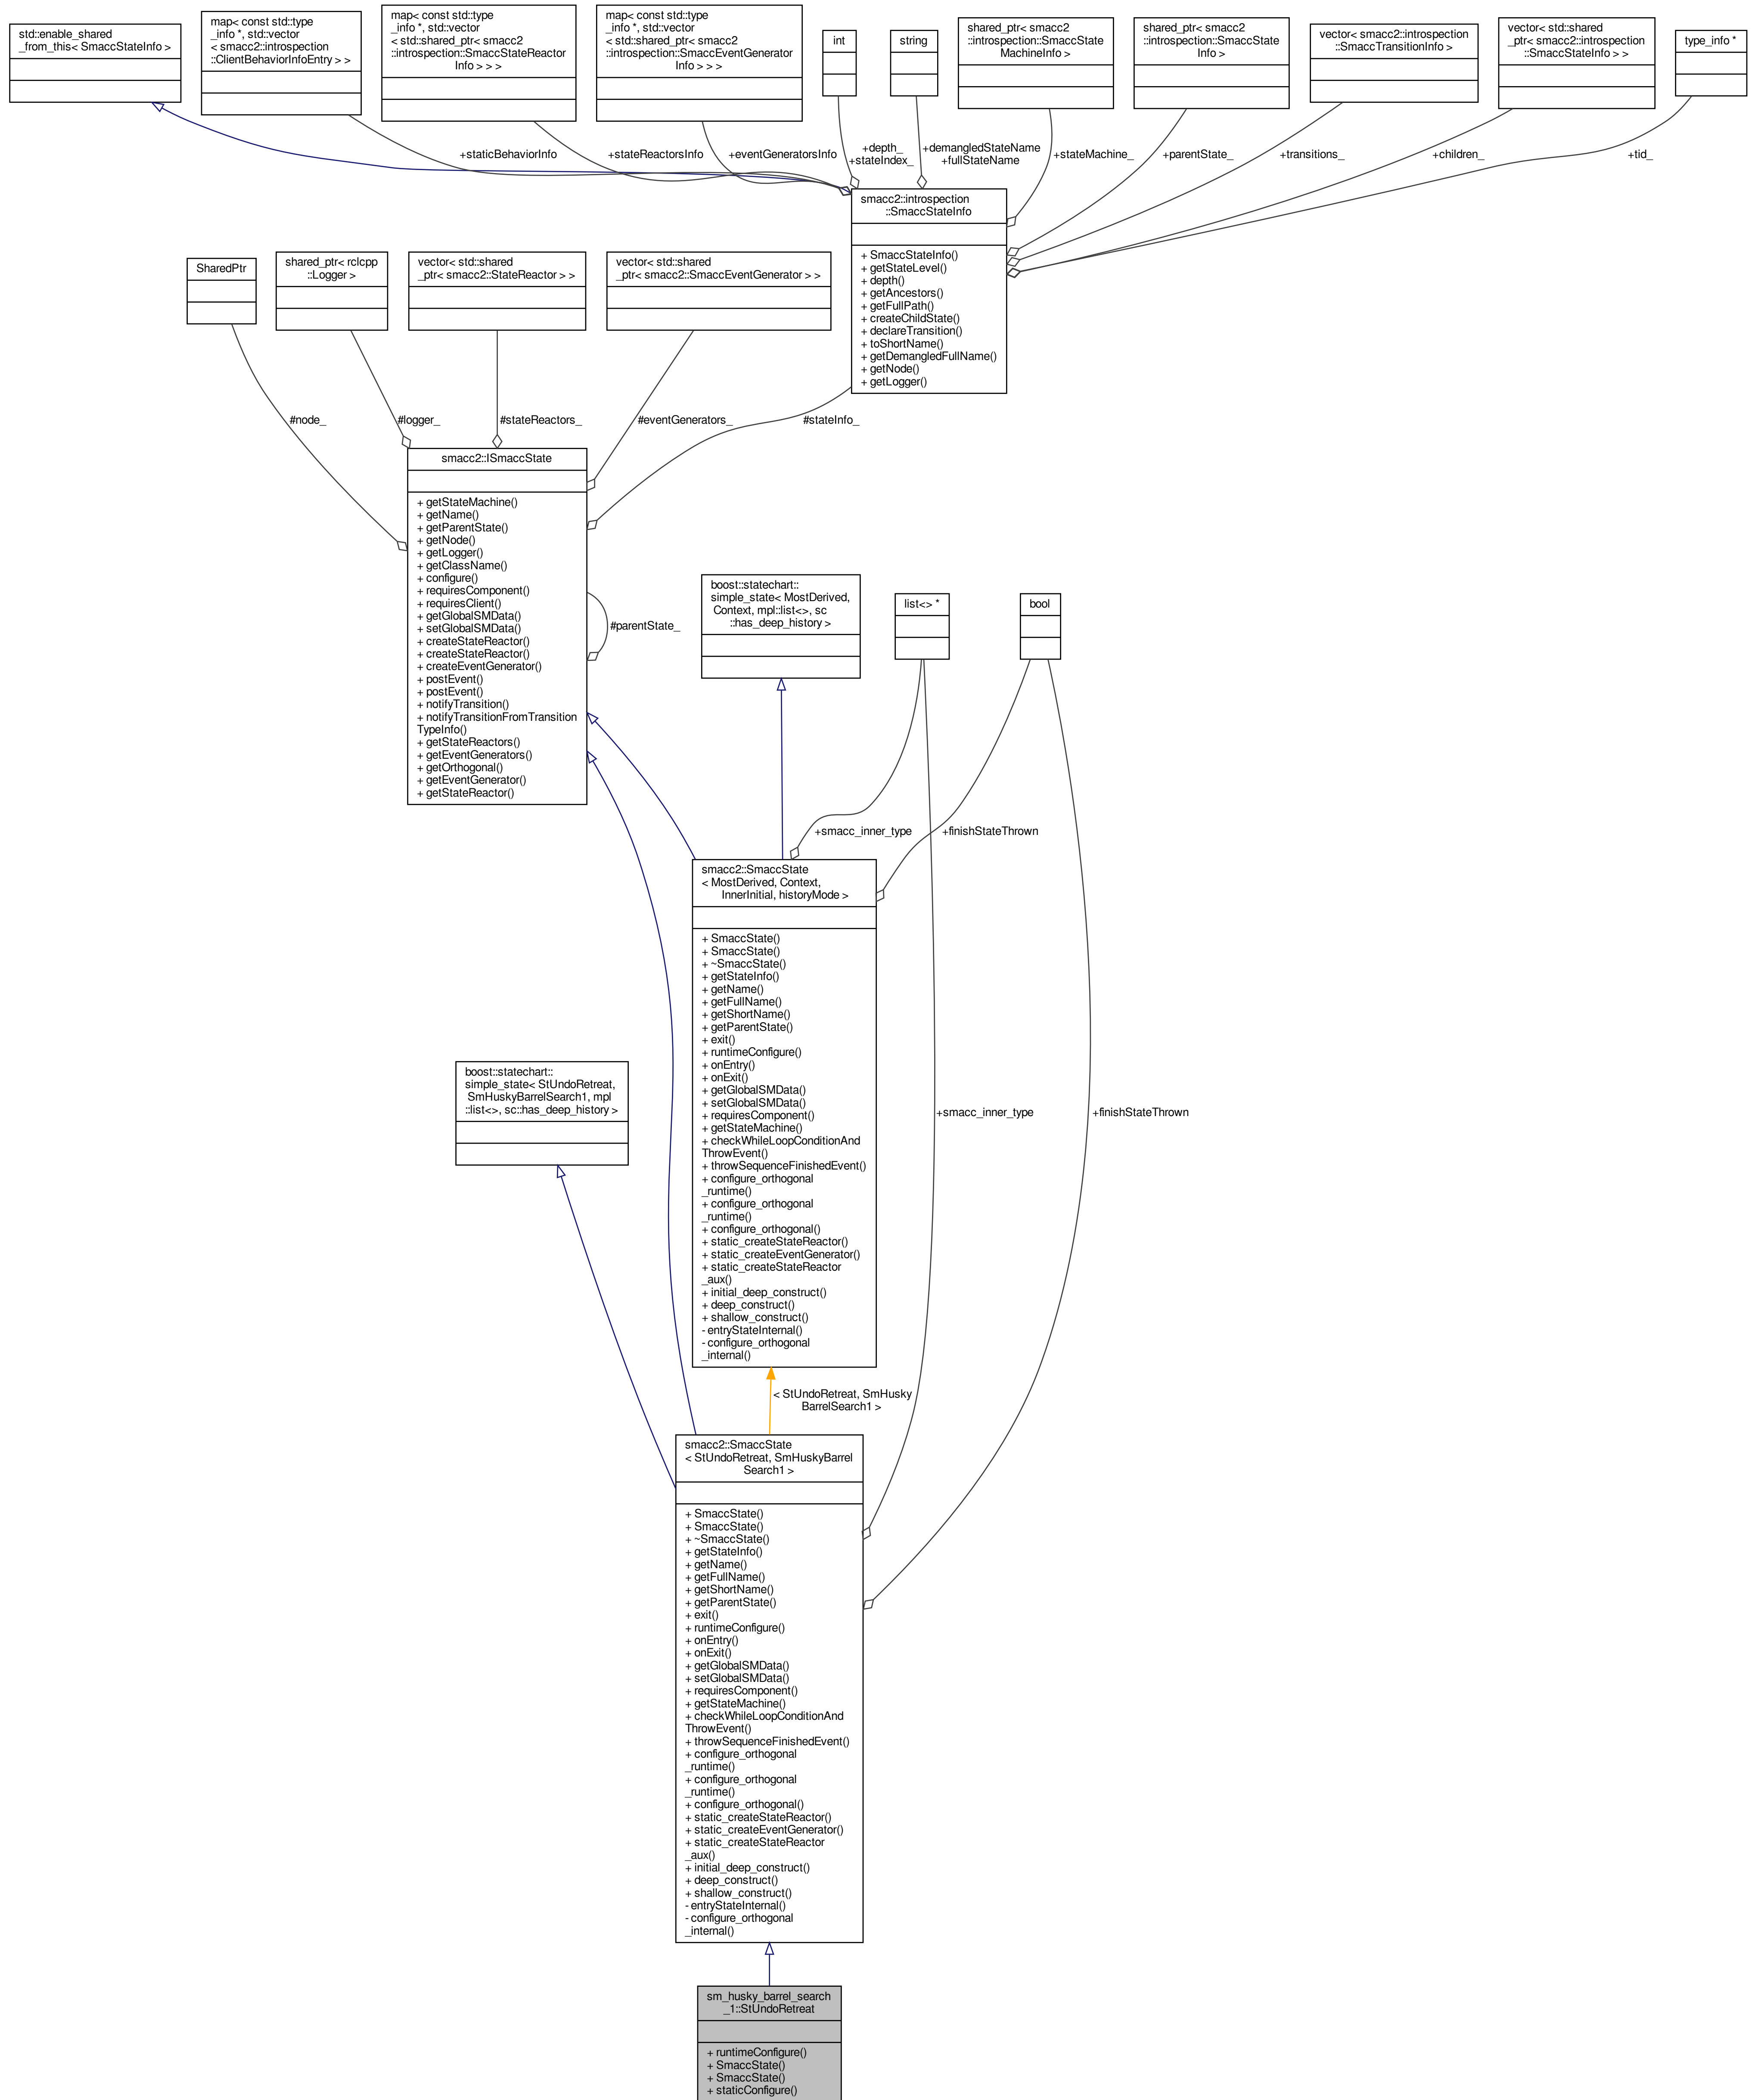 std::enable_shared
_from_this< SmaccStateInfo >
map< const std::type
_info *, std::vector
< smacc2::introspection
::ClientBehaviorInfoEntry > >
map< const std::type
_info *, std::vector
< std::shared_ptr< smacc2
::introspection::SmaccStateReactor
Info > > >
map< const std::type
_info *, std::vector
< std::shared_ptr< smacc2
::introspection::SmaccEventGenerator
Info > > >
int
string
shared_ptr< smacc2
::introspection::SmaccState
MachineInfo >
shared_ptr< smacc2
::introspection::SmaccState
Info >
vector< smacc2::introspection
::SmaccTransitionInfo >
vector< std::shared
_ptr< smacc2::introspection
::SmaccStateInfo > >
type_info *
+staticBehaviorInfo
+stateReactorsInfo
+eventGeneratorsInfo
+depth_
+stateIndex_
+demangledStateName
+fullStateName
+stateMachine_
+parentState_
+transitions_
+children_
+tid_
smacc2::introspection
::SmaccStateInfo
+ SmaccStateInfo()
+ getStateLevel()
+ depth()
+ getAncestors()
+ getFullPath()
+ createChildState()
+ declareTransition()
+ toShortName()
+ getDemangledFullName()
+ getNode()
+ getLogger()
SharedPtr
shared_ptr< rclcpp
::Logger >
vector< std::shared
_ptr< smacc2::StateReactor > >
vector< std::shared
_ptr< smacc2::SmaccEventGenerator > >
#node_
#logger_
#stateReactors_
#eventGenerators_
#stateInfo_
smacc2::ISmaccState
+ getStateMachine()
+ getName()
+ getParentState()
+ getNode()
+ getLogger()
+ getClassName()
+ configure()
+ requiresComponent()
+ requiresClient()
+ getGlobalSMData()
+ setGlobalSMData()
+ createStateReactor()
+ createStateReactor()
+ createEventGenerator()
+ postEvent()
+ postEvent()
+ notifyTransition()
+ notifyTransitionFromTransition
TypeInfo()
+ getStateReactors()
+ getEventGenerators()
+ getOrthogonal()
+ getEventGenerator()
+ getStateReactor()
#parentState_
boost::statechart::
simple_state< MostDerived,
Context, mpl::list<>, sc
::has_deep_history >
list<> *
bool
+smacc_inner_type
+finishStateThrown
smacc2::SmaccState
< MostDerived, Context,
InnerInitial, historyMode >
+ SmaccState()
+ SmaccState()
+ ~SmaccState()
+ getStateInfo()
+ getName()
+ getFullName()
+ getShortName()
+ getParentState()
+ exit()
+ runtimeConfigure()
+ onEntry()
+ onExit()
+ getGlobalSMData()
+ setGlobalSMData()
+ requiresComponent()
+ getStateMachine()
+ checkWhileLoopConditionAnd
ThrowEvent()
+ throwSequenceFinishedEvent()
+ configure_orthogonal
_runtime()
+ configure_orthogonal
_runtime()
+ configure_orthogonal()
+ static_createStateReactor()
+ static_createEventGenerator()
+ static_createStateReactor
_aux()
+ initial_deep_construct()
+ deep_construct()
+ shallow_construct()
- entryStateInternal()
- configure_orthogonal
_internal()
boost::statechart::
simple_state< StUndoRetreat,
SmHuskyBarrelSearch1, mpl
::list<>, sc::has_deep_history >
+smacc_inner_type
+finishStateThrown
< StUndoRetreat, SmHusky
BarrelSearch1 >
smacc2::SmaccState
< StUndoRetreat, SmHuskyBarrel
Search1 >
+ SmaccState()
+ SmaccState()
+ ~SmaccState()
+ getStateInfo()
+ getName()
+ getFullName()
+ getShortName()
+ getParentState()
+ exit()
+ runtimeConfigure()
+ onEntry()
+ onExit()
+ getGlobalSMData()
+ setGlobalSMData()
+ requiresComponent()
+ getStateMachine()
+ checkWhileLoopConditionAnd
ThrowEvent()
+ throwSequenceFinishedEvent()
+ configure_orthogonal
_runtime()
+ configure_orthogonal
_runtime()
+ configure_orthogonal()
+ static_createStateReactor()
+ static_createEventGenerator()
+ static_createStateReactor
_aux()
+ initial_deep_construct()
+ deep_construct()
+ shallow_construct()
- entryStateInternal()
- configure_orthogonal
_internal()
sm_husky_barrel_search
_1::StUndoRetreat
+ runtimeConfigure()
+ SmaccState()
+ SmaccState()
+ staticConfigure()